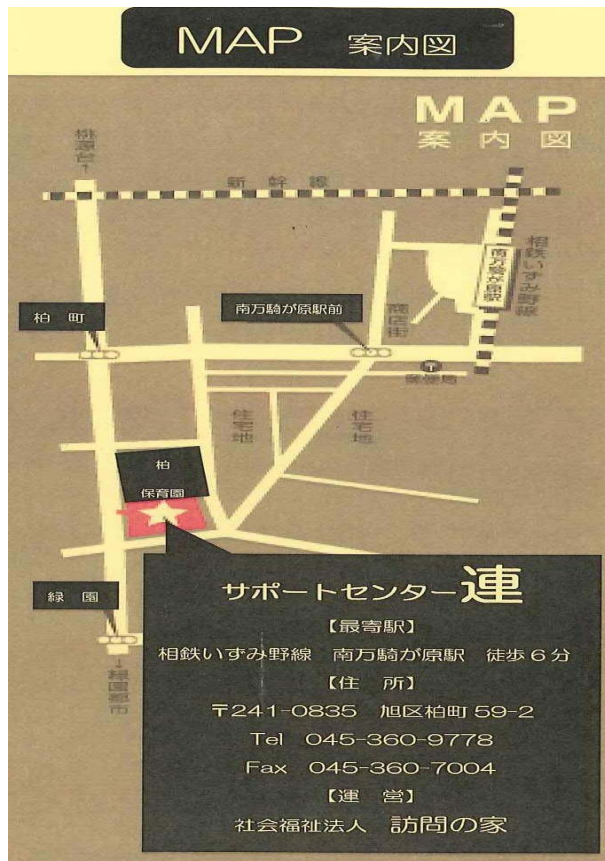 MAP 案内図
MAP
案内図
桃源台↑
新幹線
相鉄いずみ野線
南万騎が原駅
柏町
南万騎が原駅前
商店街
〒
郵便局
住宅地
住宅地
柏
保育園
緑園
↓緑園都市
サポートセンター連
【最寄駅】
相鉄いずみ野線 南万騎が原駅 徒歩6分
【住 所】
〒241-0835 旭区柏町59-2
Tel 045-360-9778
Fax 045-360-7004
【運 営】
社会福祉法人 訪問の家